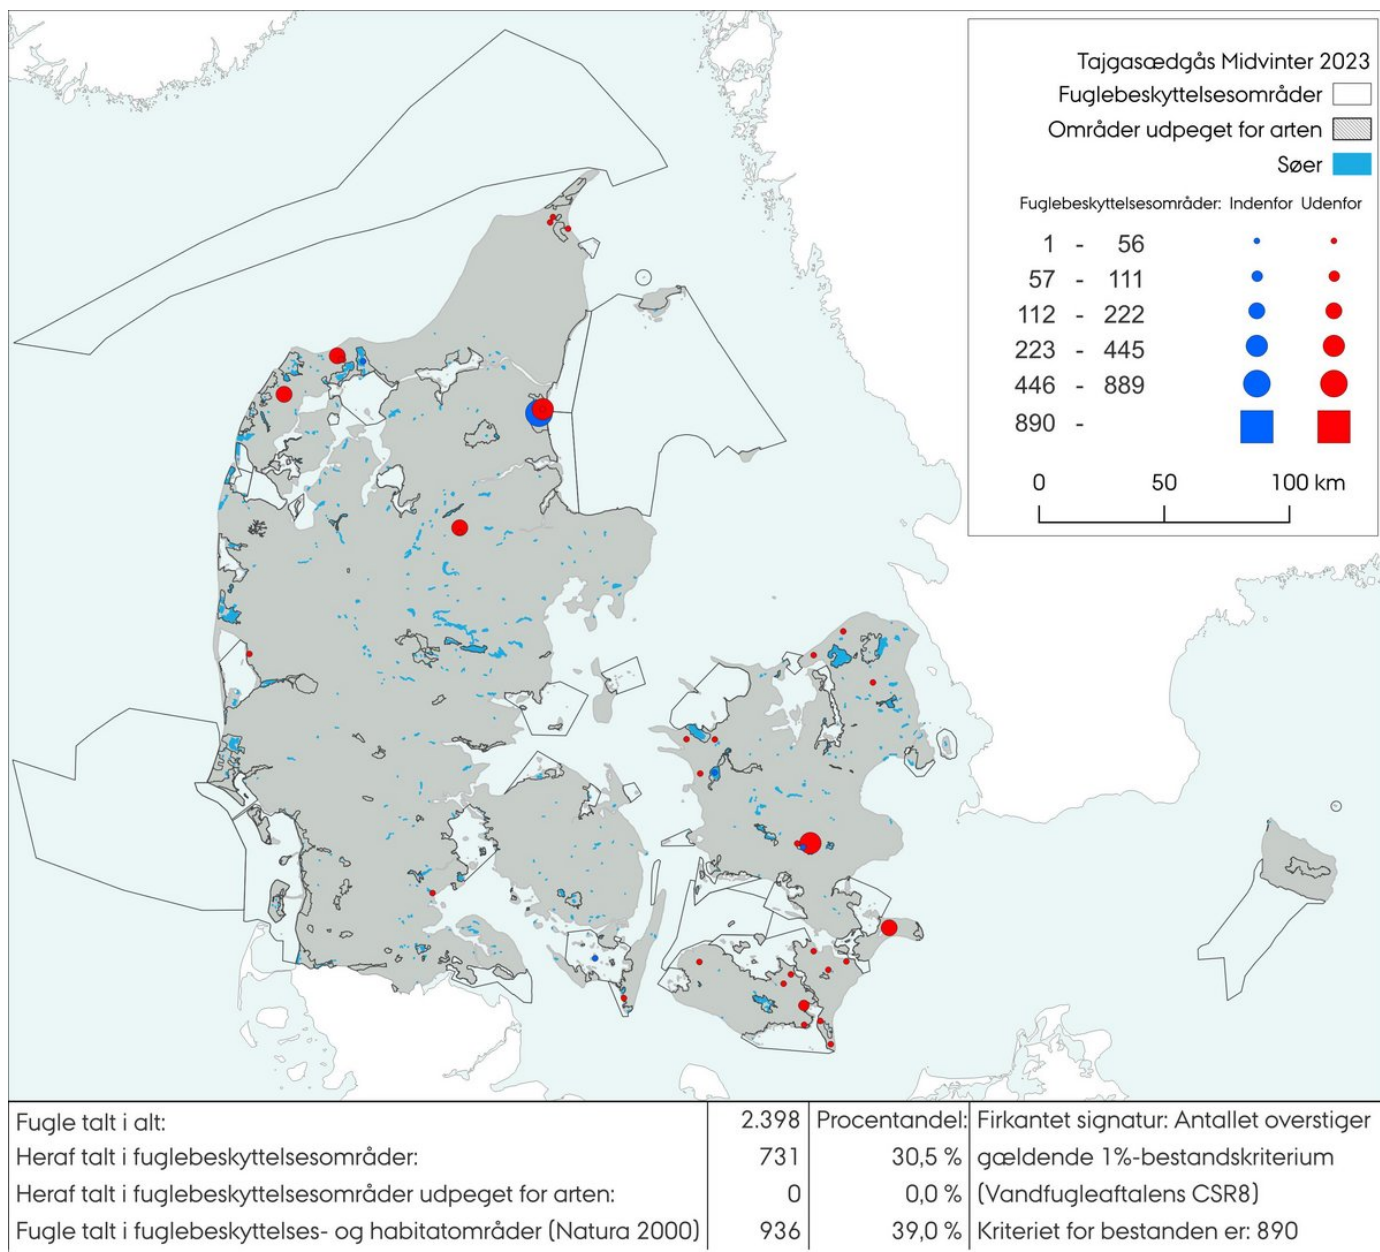 Tajgasædgås Midvinter 2023
Fuglebeskyttelsesområder
Områder udpeget for arten
Søer
Fuglebeskyttelsesområder: Indenfor Udenfor
1 - 56
57 - 111
112 - 222
223 - 445
446 - 889
890 -
0 50 100 km
Fugle talt i alt: 2.398 Procentandel: Firkantet signatur: Antallet overstiger
Heraf talt i fuglebeskyttelsesområder: 731 30,5 % gældende 1%-bestandskriterium
Heraf talt i fuglebeskyttelsesområder udpeget for arten: 0 0,0 % (Vandfugleaftalens CSR8)
Fugle talt i fuglebeskyttelses- og habitatområder (Natura 2000) 936 39,0 % Kriteriet for bestanden er: 890